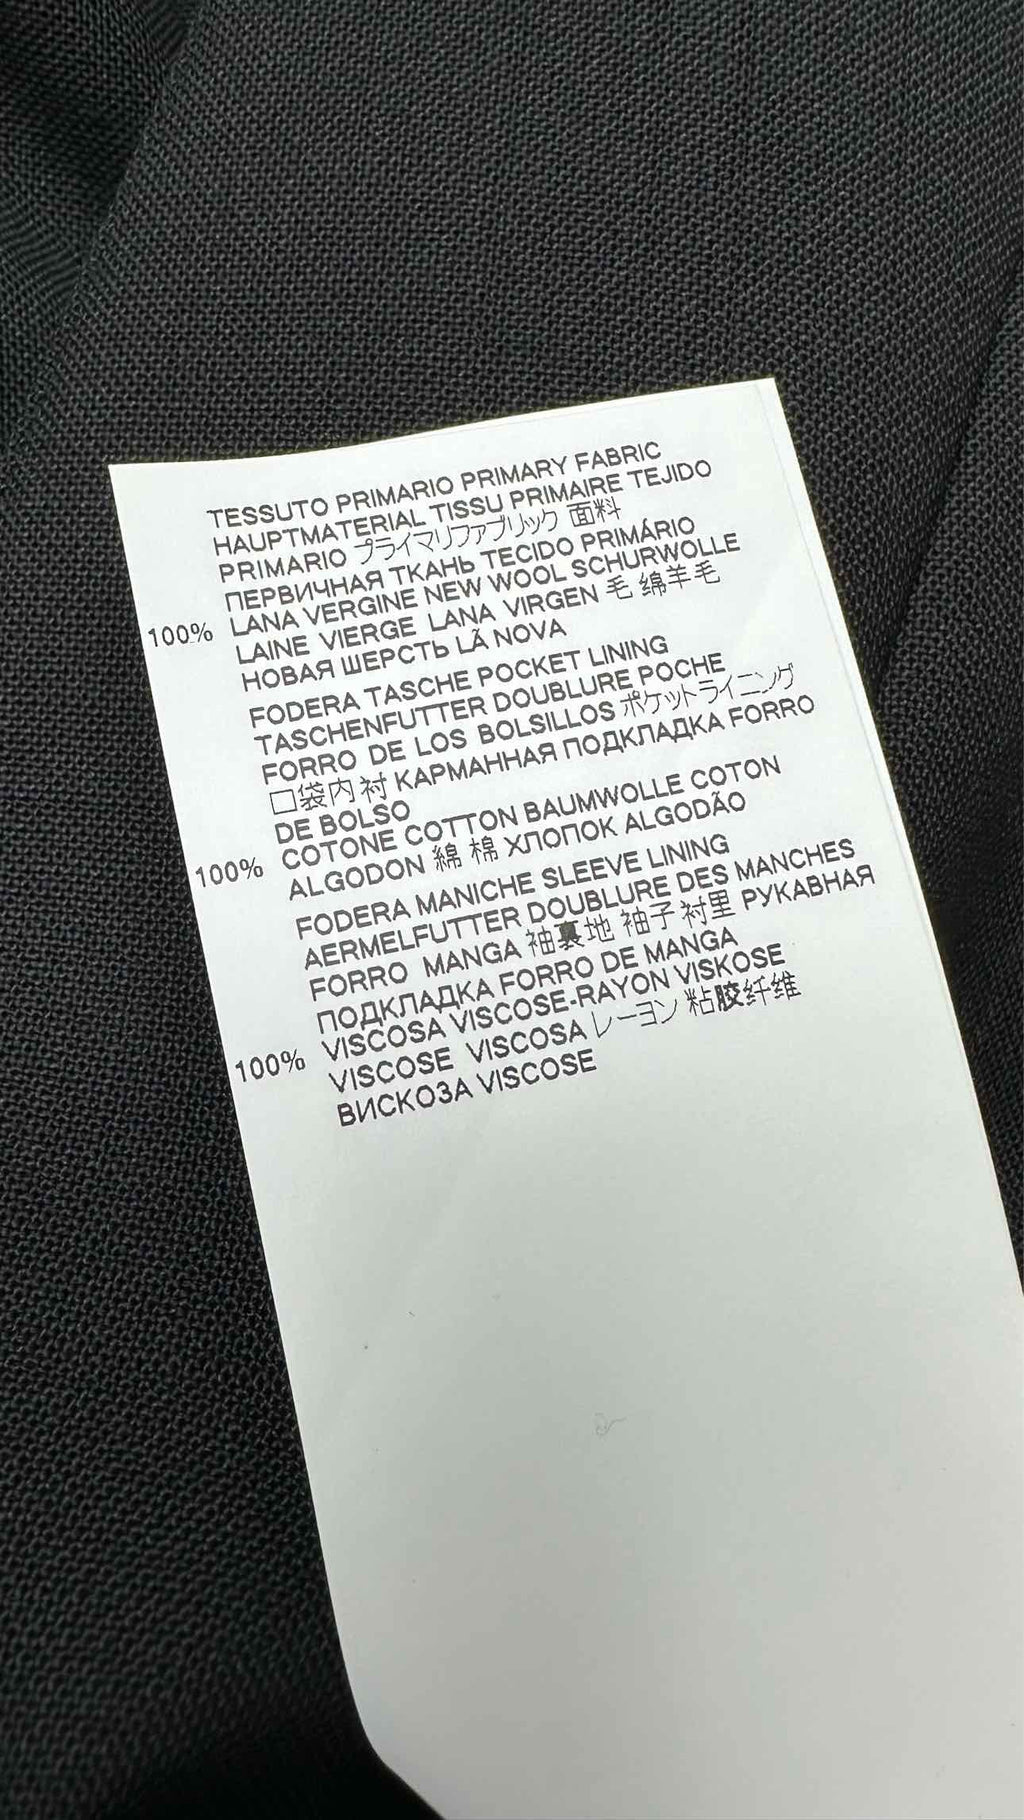 TESSUTO PRIMARIO PRIMARY FABRIC
HAUPTMATERIAL TISSU PRIMAIRE TEJIDO
PRIMARIO プライマリファブリック 面料
ПЕРВИЧНАЯ ТКАНЬ TECIDO PRIMÁRIO
100% LANA VERGINE NEW WOOL SCHURWOLLE
LAINE VIERGE LANA VIRGEN 毛 绵羊毛
НОВАЯ ШЕРСТЬ LÃ NOVA
FODERA TASCHE POCKET LINING
TASCHENFUTTER DOUBLURE POCHE
FORRO DE LOS BOLSILLOS ポケットライニング
口袋内衬 КАРМАННАЯ ПОДКЛАДКА FORRO
DE BOLSO
100% COTONE COTTON BAUMWOLLE COTON
ALGODON 綿 棉 ХЛОПОК ALGODÃO
FODERA MANICHE SLEEVE LINING
AERMELFUTTER DOUBLURE DES MANCHES
FORRO MANGA 袖裏地 袖子衬里 РУКАВНАЯ
ПОДКЛАДКА FORRO DE MANGA
100% VISCOSA VISCOSE-RAYON VISKOSE
VISCOSE VISCOSA レーヨン 粘胶纤维
ВИСКОЗА VISCOSE